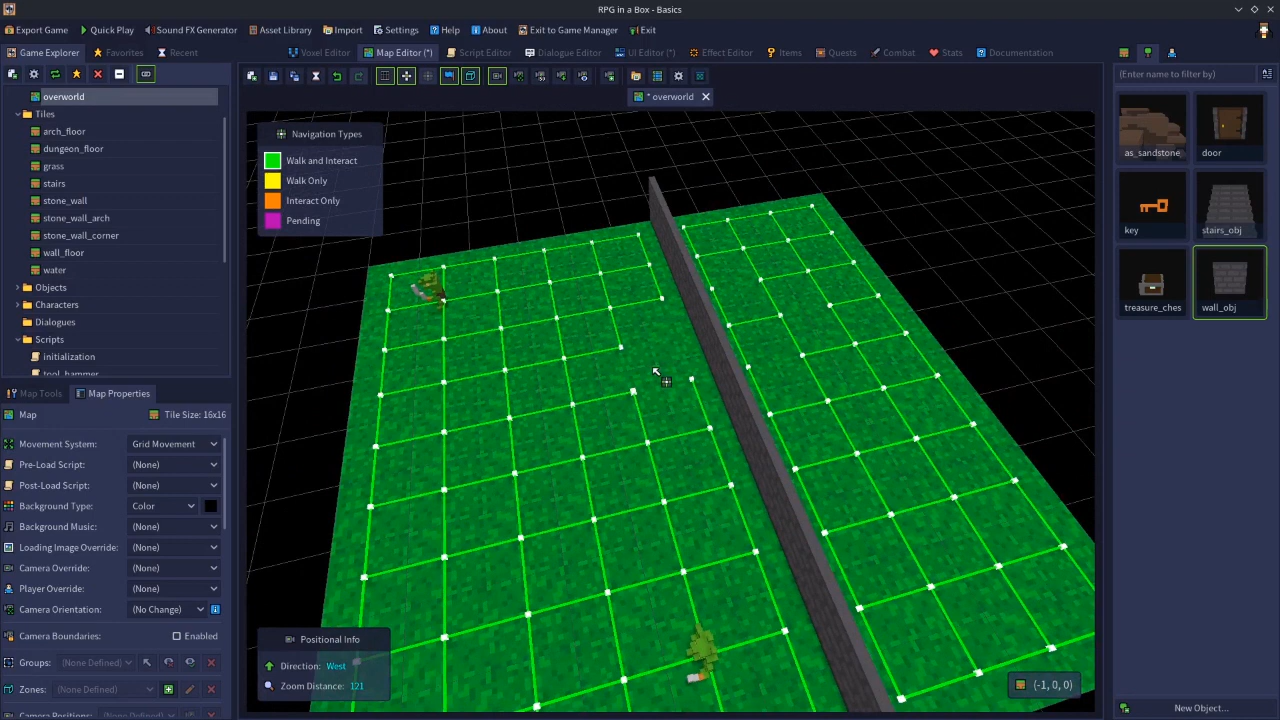 RPG in a Box - Basics
Export Game Quick Play Sound FX Generator Asset Library Import Settings Help About Exit to Game Manager Exit
Game Explorer Favorites Recent
Voxel Editor Map Editor (*) Script Editor Dialogue Editor UI Editor (*) Effect Editor Items Quests Combat Stats Documentation
* overworld
overworld
Tiles
arch_floor
dungeon_floor
grass
stairs
stone_wall
stone_wall_arch
stone_wall_corner
wall_floor
water
Objects
Characters
Dialogues
Scripts
initialization
tool_hammer
Map Tools Map Properties
Map Tile Size: 16x16
Movement System: Grid Movement
Pre-Load Script: (None)
Post-Load Script: (None)
Background Type: Color
Background Music: (None)
Loading Image Override: (None)
Camera Override: (None)
Player Override: (None)
Camera Orientation: (No Change)
Camera Boundaries: Enabled
Groups: (None Defined)
Zones: (None Defined)
Camera Positions: (None Defined)
Navigation Types
Walk and Interact
Walk Only
Interact Only
Pending
Positional Info
Direction: West
Zoom Distance: 121
(-1, 0, 0)
(Enter name to filter by)
as_sandstone door
key stairs_obj
treasure_ches wall_obj
New Object...